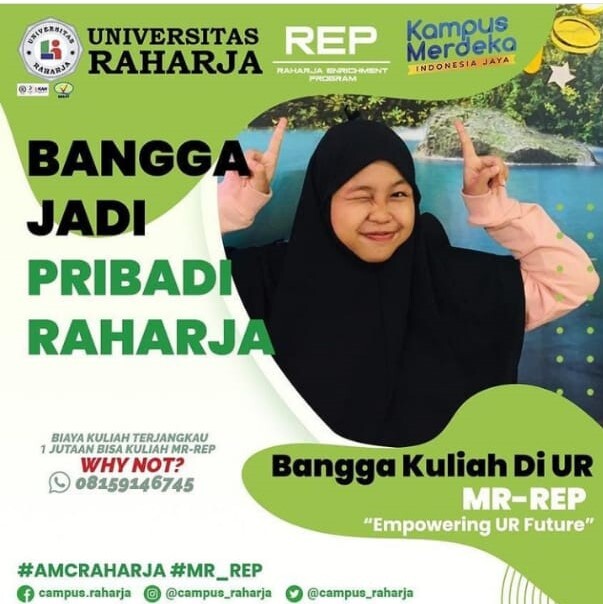 UNIVERSITAS
RAHARJA
UNIVERSITAS
RAHARJA
REP
RAHARJA ENRICHMENT
PROGRAM
Kampus
Merdeka
INDONESIA JAYA
BANGGA
JADI
PRIBADI
RAHARJA
BIAYA KULIAH TERJANGKAU
1 JUTAAN BISA KULIAH MR-REP
WHY NOT?
08159146745
Bangga Kuliah Di UR
MR-REP
“Empowering UR Future”
#AMCRAHARJA #MR_REP
campus.raharja @campus_raharja @campus_raharja